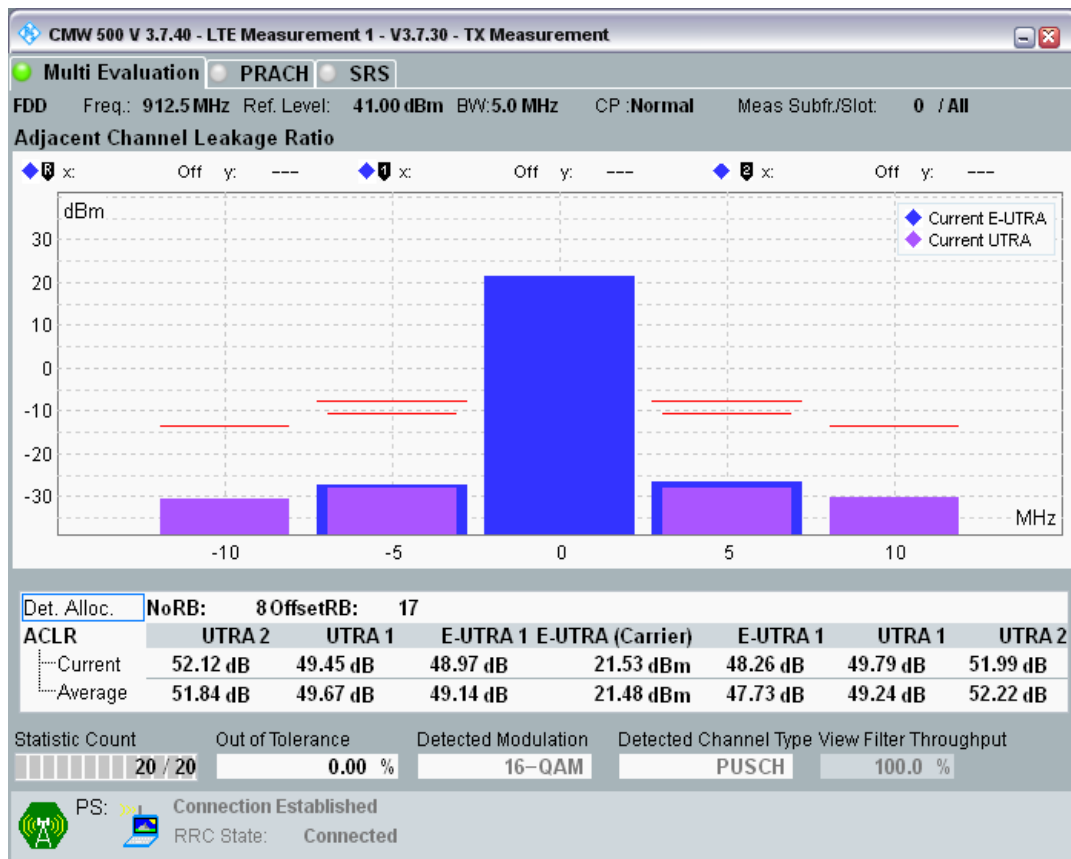 CMW 500 V 3.7.40 - LTE Measurement 1 - V3.7.30 - TX Measurement
Multi Evaluation PRACH SRS
FDD Freq.: 912.5 MHz Ref. Level: 41.00 dBm BW:5.0 MHz CP :Normal Meas Subfr./Slot: 0 / All
Adjacent Channel Leakage Ratio
R x: Off y: --- 1 x: Off y: --- 2 x: Off y: ---
dBm
Current E-UTRA
Current UTRA
30
20
10
0
-10
-20
-30
MHz
-10 -5 0 5 10
Det. Alloc. NoRB: 8 OffsetRB: 17
ACLR UTRA 2 UTRA 1 E-UTRA 1 E-UTRA (Carrier) E-UTRA 1 UTRA 1 UTRA 2
Current 52.12 dB 49.45 dB 48.97 dB 21.53 dBm 48.26 dB 49.79 dB 51.99 dB
Average 51.84 dB 49.67 dB 49.14 dB 21.48 dBm 47.73 dB 49.24 dB 52.22 dB
Statistic Count Out of Tolerance Detected Modulation Detected Channel Type View Filter Throughput
20 / 20 0.00 % 16-QAM PUSCH 100.0 %
PS: Connection Established
RRC State: Connected